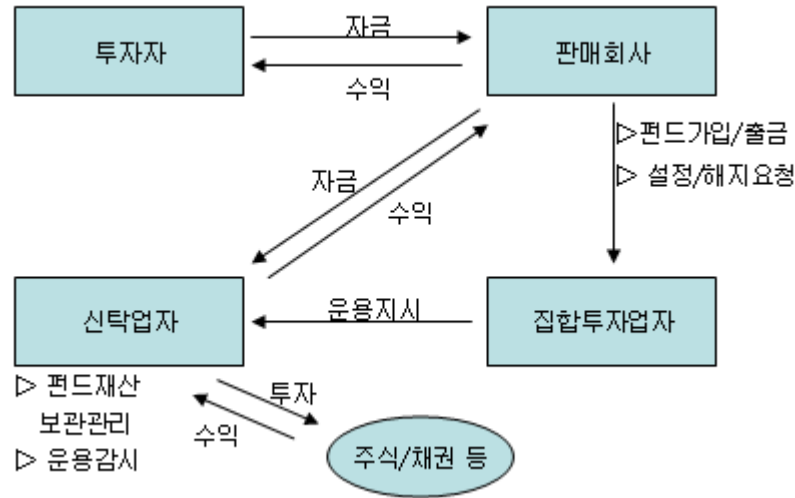 투자자
자금
수익
판매회사
▷펀드가입/출금
▷ 설정/해지요청
자금
수익
신탁업자
운용지시
집합투자업자
▷ 펀드재산
보관관리
▷ 운용감시
투자
수익
주식/채권 등